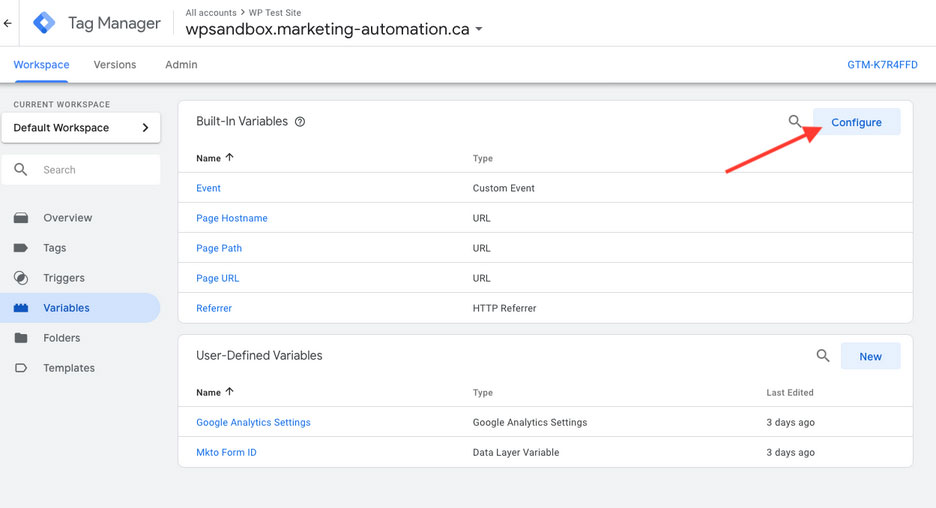 All accounts > WP Test Site
Tag Manager
wpsandbox.marketing-automation.ca
Workspace Versions Admin GTM-K7R4FFD
CURRENT WORKSPACE
Default Workspace
Search
Overview
Tags
Triggers
Variables
Folders
Templates
Built-In Variables Configure
Name Type
Event Custom Event
Page Hostname URL
Page Path URL
Page URL URL
Referrer HTTP Referrer
User-Defined Variables New
Name Type Last Edited
Google Analytics Settings Google Analytics Settings 3 days ago
Mkto Form ID Data Layer Variable 3 days ago